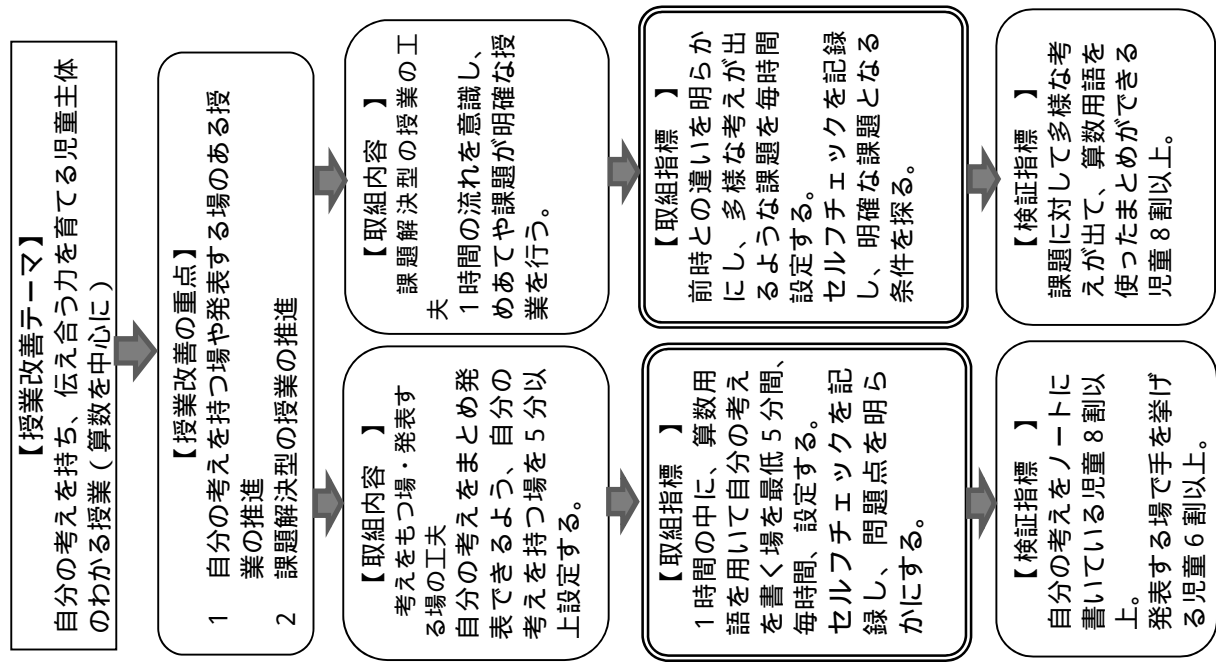 【授業改善テーマ】
自分の考えを持ち、伝え合う力を育てる児童主体
のわかる授業（算数を中心に）
【授業改善の重点】
1 自分の考えを持つ場や発表する場のある授
業の推進
2 課題解決型の授業の推進
【取組内容 】
考えをもつ場・発表す
る場の工夫
自分の考えをまとめ発
表できるよう、自分の
考えを持つ場を５分以
上設定する。
【取組指標 】
１時間の中に、算数用
語を用いて自分の考え
を書く場を最低５分間、
毎時間、設定する。
セルフチェックを記
録し、問題点を明ら
かにする。
【検証指標 】
自分の考えをノートに
書いている児童８割以
上。
発表する場で手を挙げ
る児童６割以上。
【取組内容 】
課題解決型の授業の工
夫
１時間の流れを意識し、
めあてや課題が明確な授
業を行う。
【取組指標 】
前時との違いを明らか
にし、多様な考えが出
るような課題を毎時間
設定する。
セルフチェックを記録
し、明確な課題となる
条件を探る。
【検証指標 】
課題に対して多様な考
えが出て、算数用語を
使ったまとめができる
児童８割以上。